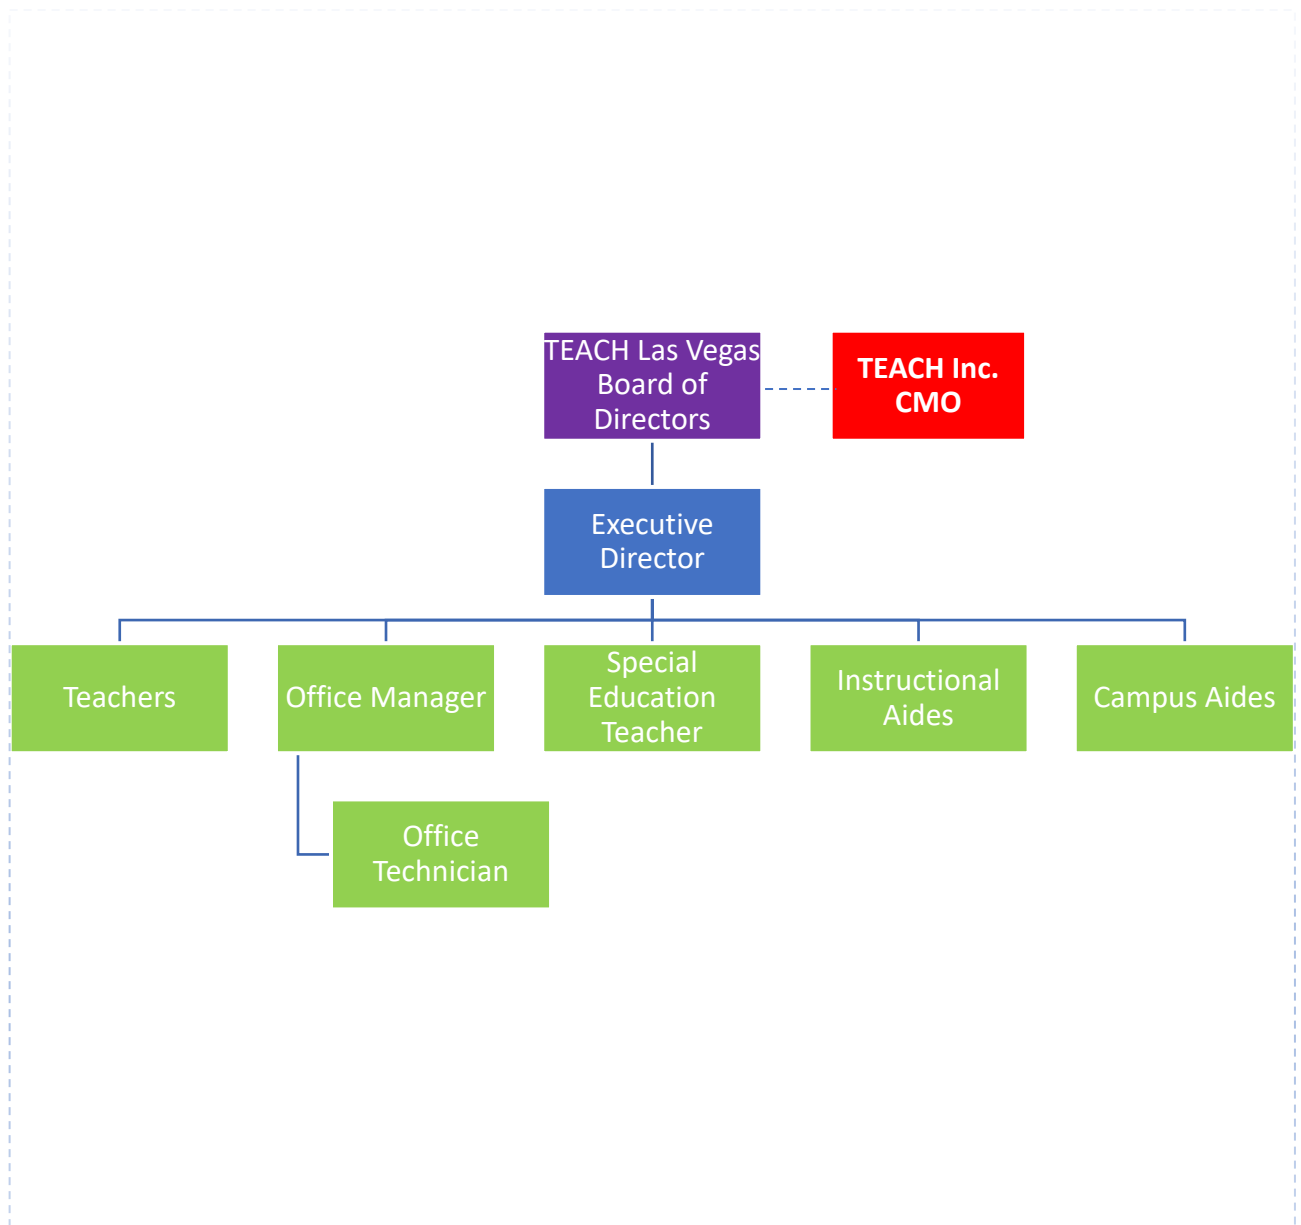 TEACH Las Vegas
Board of
Directors
TEACH Inc.
CMO
Executive
Director
Teachers
Office Manager
Special
Education
Teacher
Instructional
Aides
Campus Aides
Office
Technician